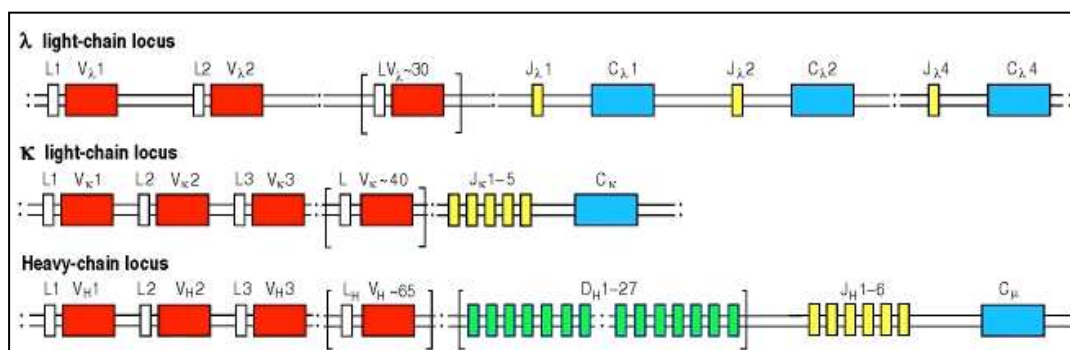 λ light-chain locus
L1 Vλ1 L2 Vλ2 LVλ~30 Jλ1 Cλ1 Jλ2 Cλ2 Jλ4 Cλ4
κ light-chain locus
L1 Vκ1 L2 Vκ2 L3 Vκ3 L Vκ~40 Jκ1-5 Cκ
Heavy-chain locus
L1 VH1 L2 VH2 L3 VH3 LH VH~65 DH1-27 JH1-6 Cμ